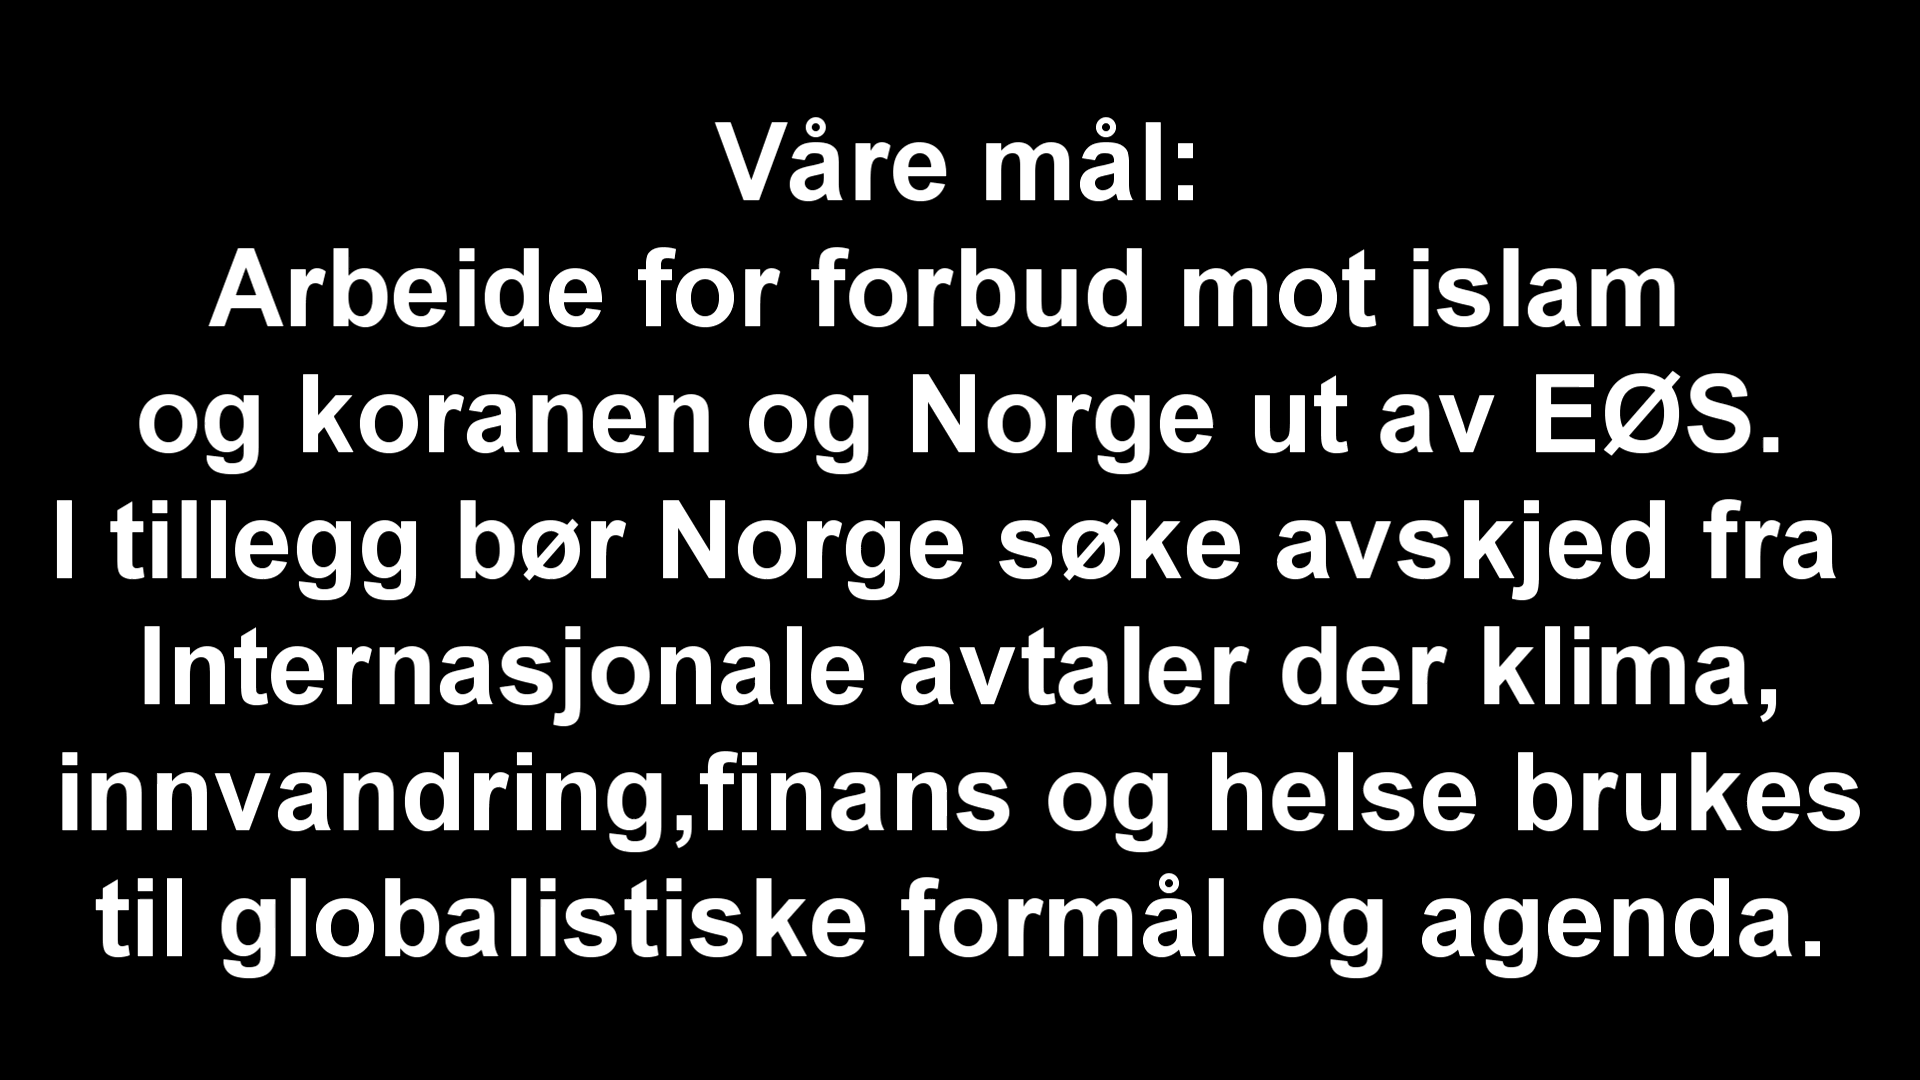 Våre mål:
Arbeide for forbud mot islam
og koranen og Norge ut av EØS.
I tillegg bør Norge søke avskjed fra
Internasjonale avtaler der klima,
innvandring,finans og helse brukes
til globalistiske formål og agenda.